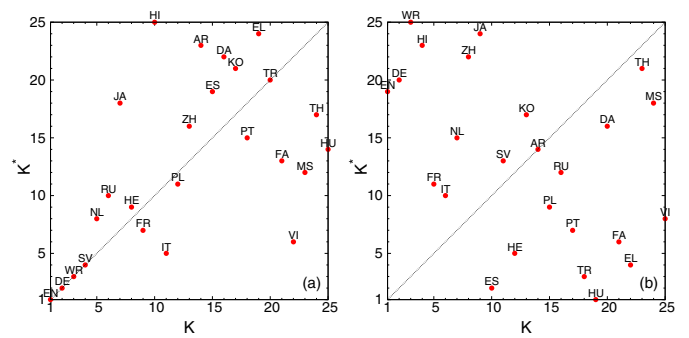 25
20
15
10
5
1
K*
HI
EL
AR
DA
KO
TR
ES
JA
TH
ZH
PT
HU
FA
MS
PL
RU
HE
NL
FR
IT
VI
SV
WR
DE
EN
(a)
1
5
10
15
20
25
K
25
20
15
10
5
1
K*
WR
JA
HI
ZH
TH
DE
EN
MS
KO
DA
NL
AR
SV
RU
FR
IT
PL
VI
PT
FA
HE
EL
TR
ES
HU
(b)
1
5
10
15
20
25
K